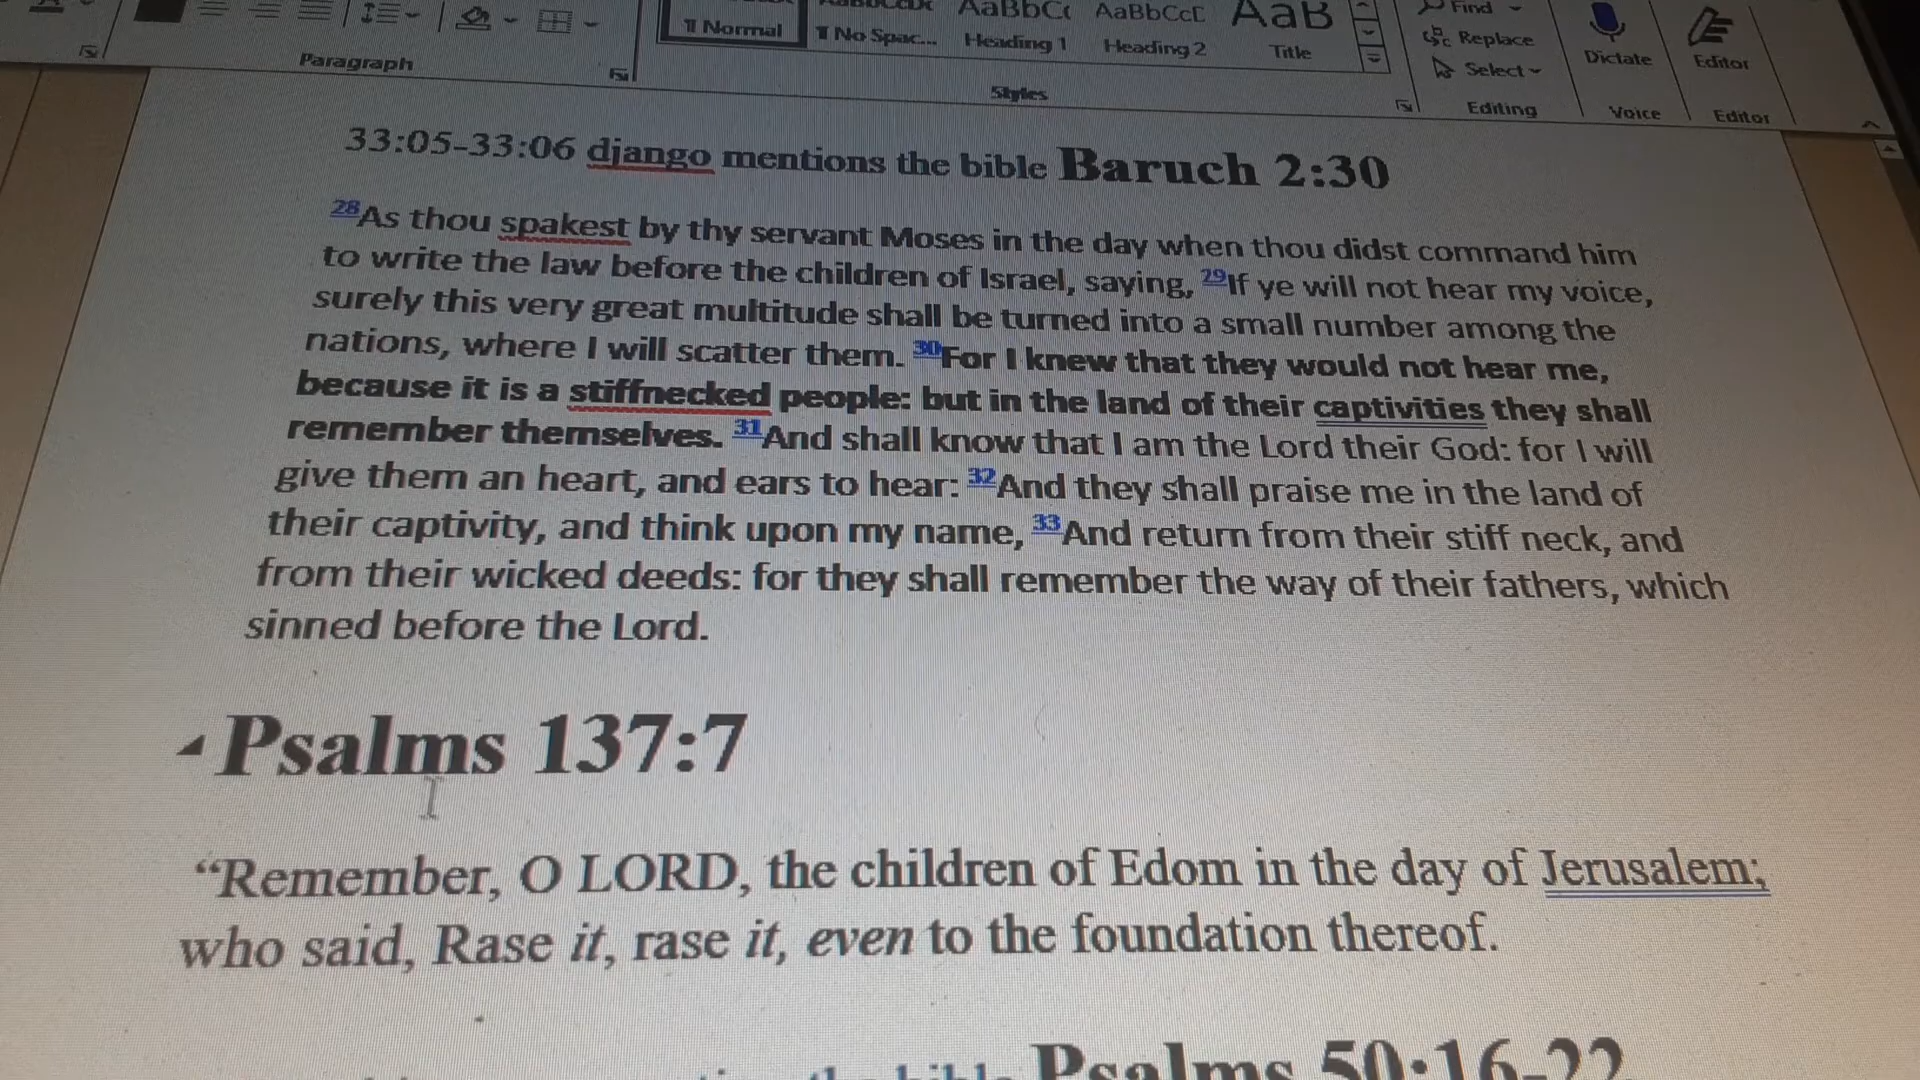 Normal
No Spac...
Heading 1
Heading 2
AaB
Title
Find
Replace
Select
Dictate
Editor
Paragraph
Styles
Editing
Voice
Editor
33:05-33:06 django mentions the bible Baruch 2:30
28As thou spakest by thy servant Moses in the day when thou didst command him
to write the law before the children of Israel, saying, 29If ye will not hear my voice,
surely this very great multitude shall be turned into a small number among the
nations, where I will scatter them. 30For I knew that they would not hear me,
because it is a stiffnecked people: but in the land of their captivities they shall
remember themselves. 31And shall know that I am the Lord their God: for I will
give them an heart, and ears to hear: 32And they shall praise me in the land of
their captivity, and think upon my name, 33And return from their stiff neck, and
from their wicked deeds: for they shall remember the way of their fathers, which
sinned before the Lord.
Psalms 137:7
“Remember, O LORD, the children of Edom in the day of Jerusalem;
who said, Rase it, rase it, even to the foundation thereof.
Psalms 50:16-22